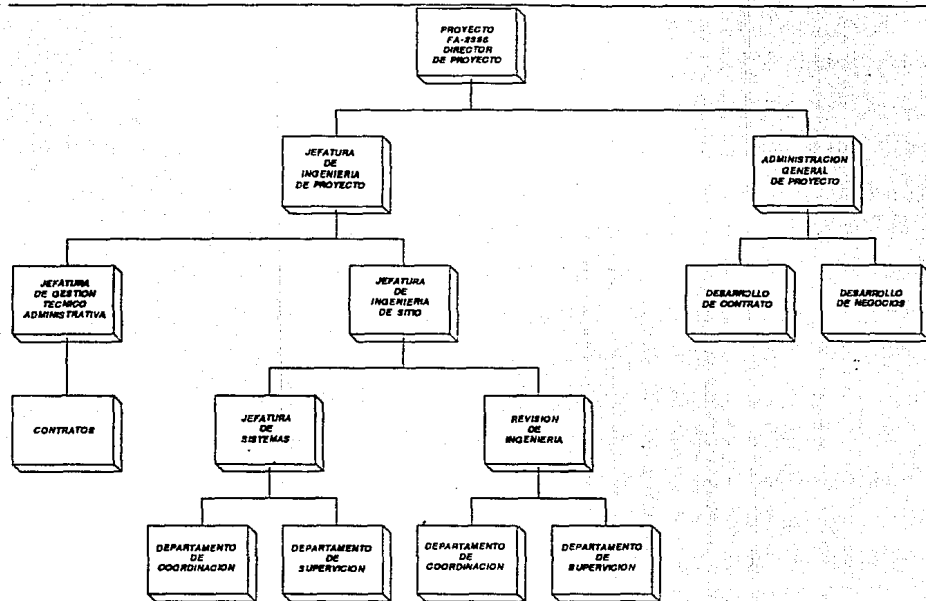 PROYECTO
DIRECTOR
DE PROYECTO
JEFATURA
DE
INGENIERIA
DE PROYECTO
ADMINISTRACION
GENERAL
DE PROYECTO
JEFATURA
DE GESTION
TECNICO
ADMINISTRATIVA
JEFATURA
DE
INGENIERIA
DE SITIO
DESARROLLO
DE CONTRATO
DESARROLLO
DE NEGOCIOS
CONTRATOS
JEFATURA
DE
SISTEMAS
REVISION
DE
INGENIERIA
DEPARTAMENTO
DE
COORDINACION
DEPARTAMENTO
DE
SUPERVICION
DEPARTAMENTO
DE
COORDINACION
DEPARTAMENTO
DE
SUPERVICION